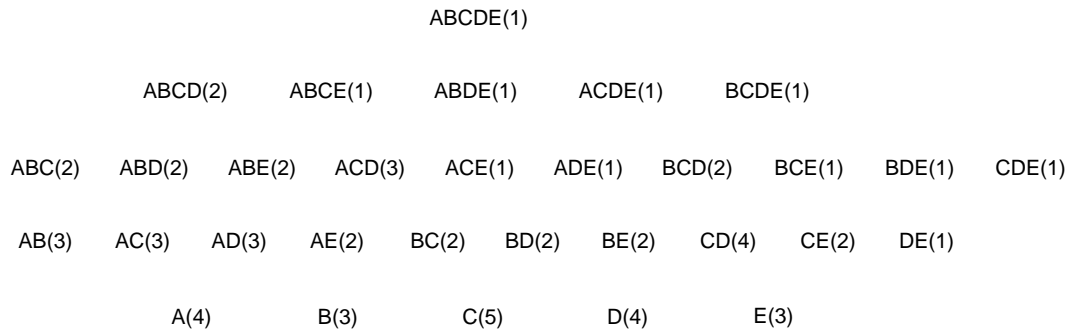 ABCDE(1)
ABCD(2) ABCE(1) ABDE(1) ACDE(1) BCDE(1)
ABC(2) ABD(2) ABE(2) ACD(3) ACE(1) ADE(1) BCD(2) BCE(1) BDE(1) CDE(1)
AB(3) AC(3) AD(3) AE(2) BC(2) BD(2) BE(2) CD(4) CE(2) DE(1)
A(4) B(3) C(5) D(4) E(3)